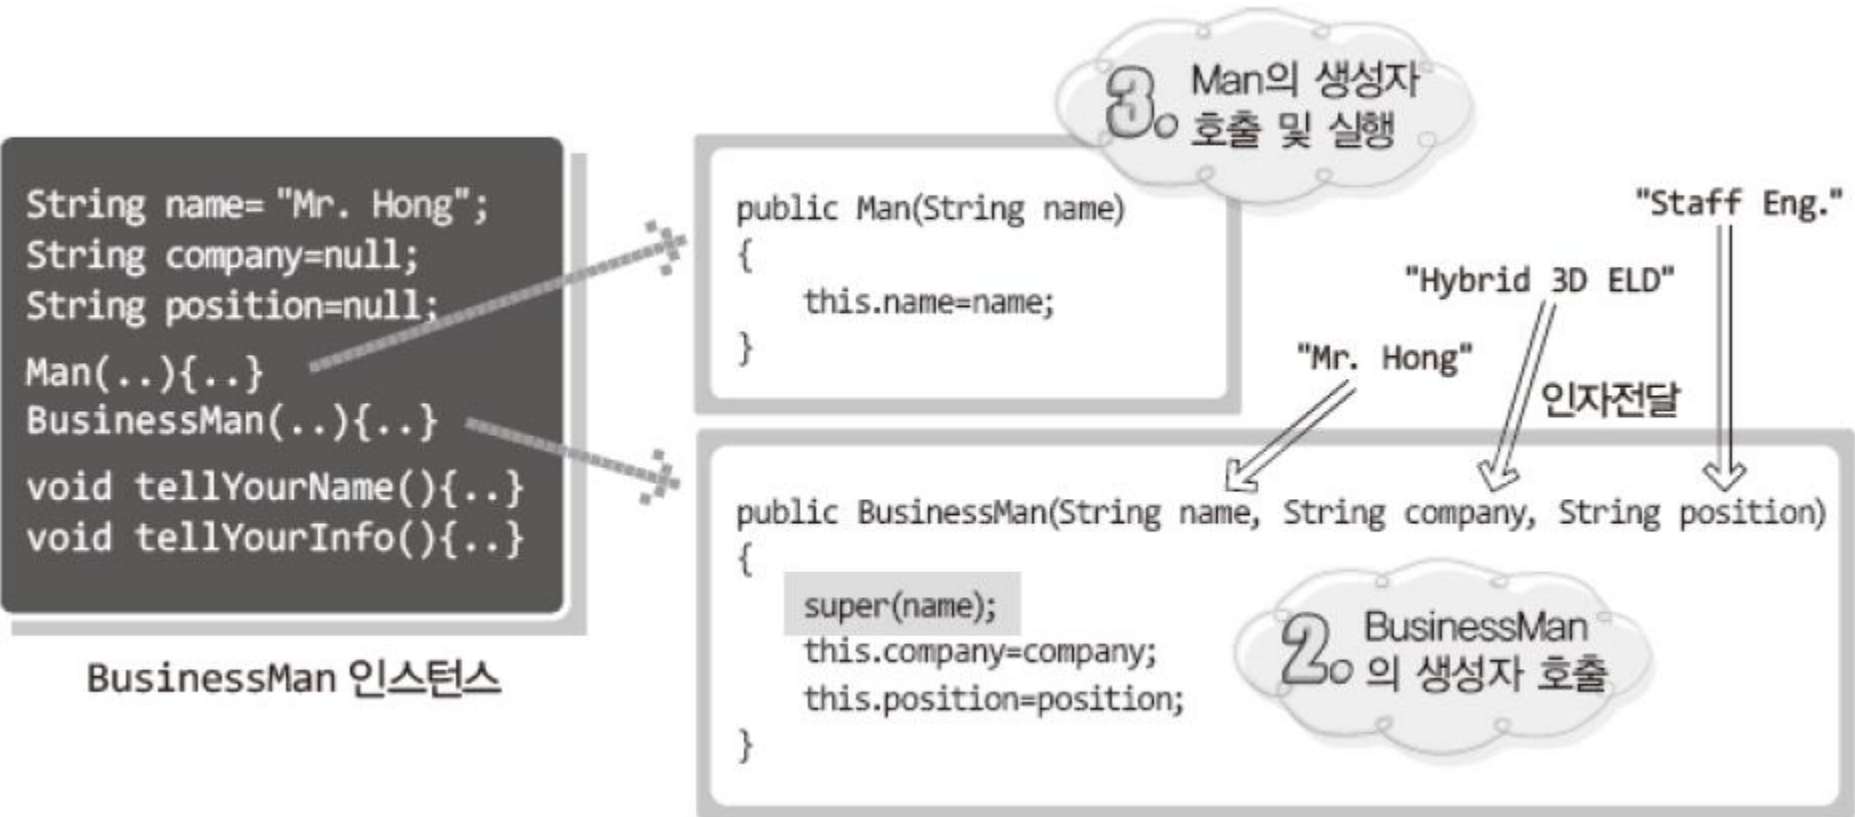 String name= "Mr. Hong";
String company=null;
String position=null;
Man(..){..}
BusinessMan(..){..}
void tellYourName(){..}
void tellYourInfo(){..}
BusinessMan 인스턴스
3. Man의 생성자
호출 및 실행
public Man(String name)
{
this.name=name;
}
"Staff Eng."
"Hybrid 3D ELD"
"Mr. Hong"
인자전달
public BusinessMan(String name, String company, String position)
{
super(name);
this.company=company;
this.position=position;
}
2. BusinessMan
의 생성자 호출